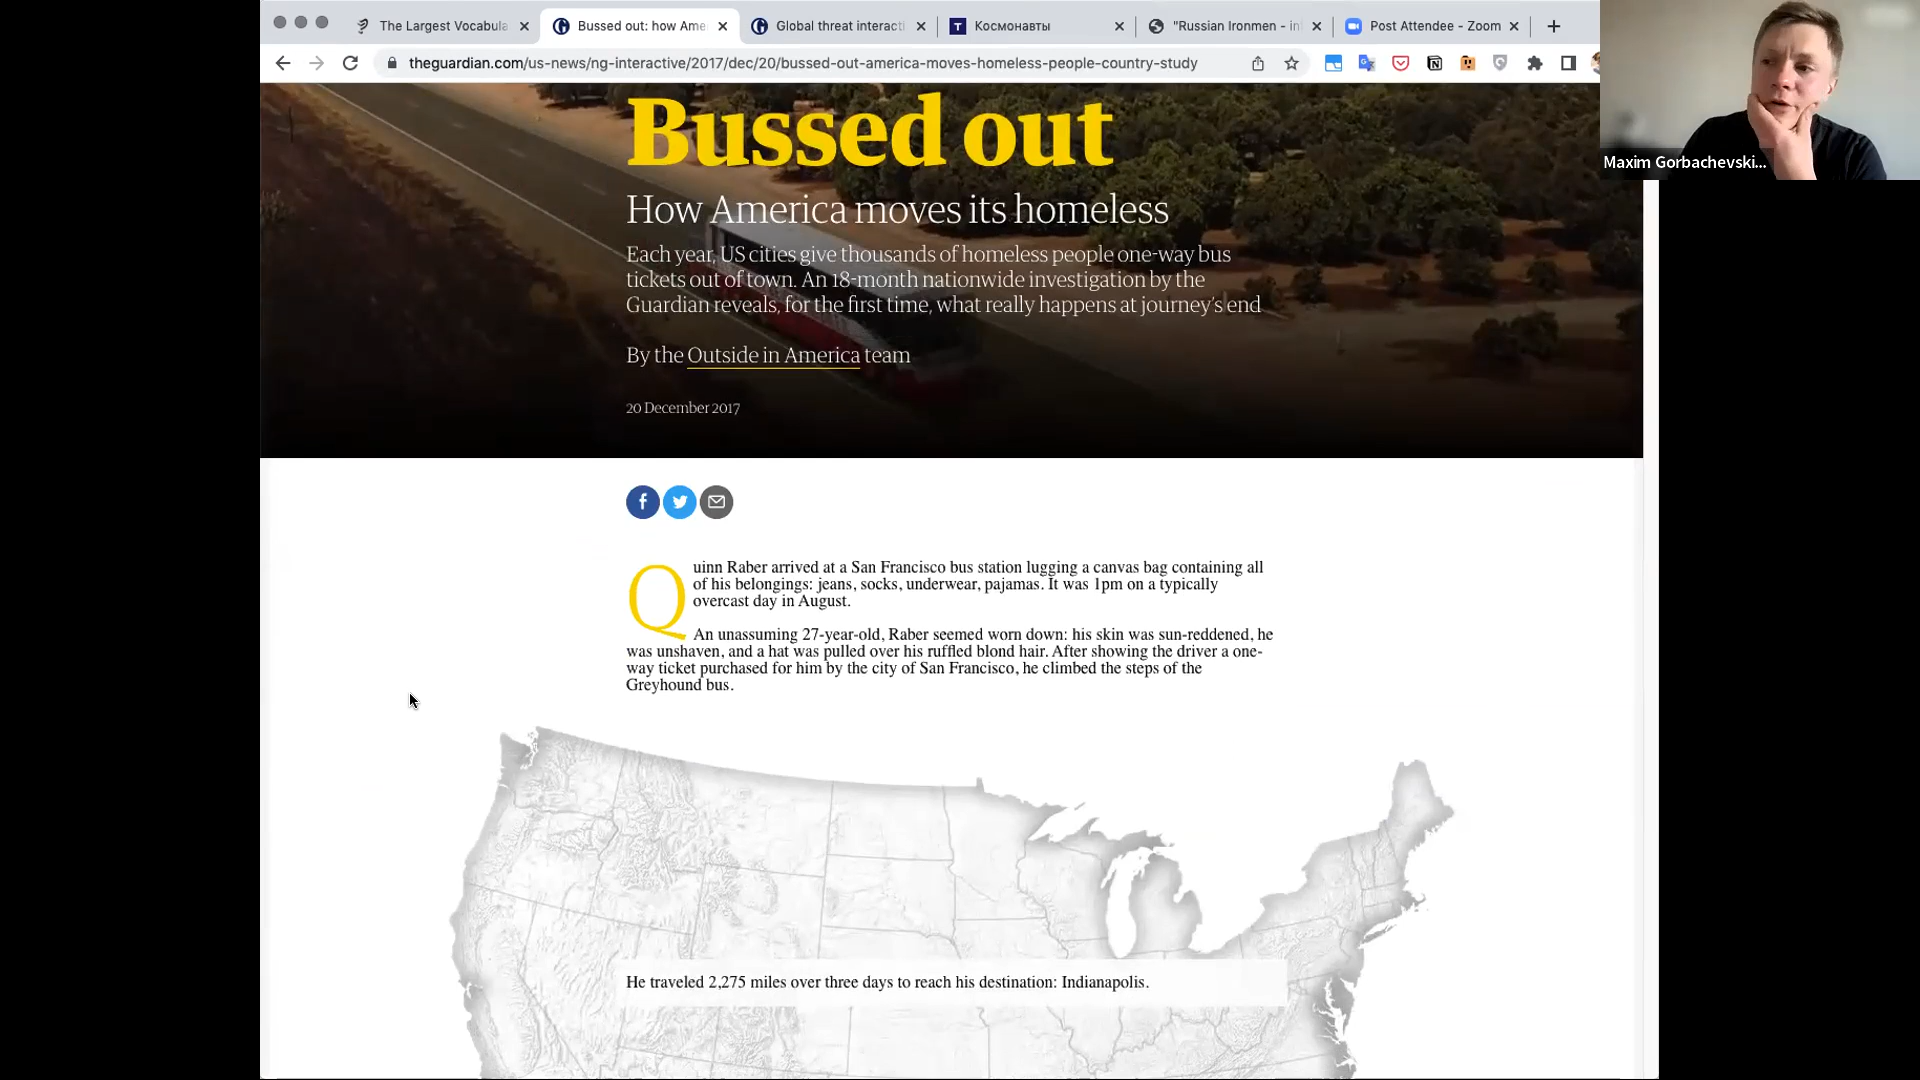 The Largest Vocabula
Bussed out: how Ame
Global threat interacti
Космонавты
"Russian Ironmen - in
Post Attendee - Zoom
theguardian.com/us-news/ng-interactive/2017/dec/20/bussed-out-america-moves-homeless-people-country-study
Maxim Gorbachevski...
Bussed out
How America moves its homeless
Each year, US cities give thousands of homeless people one-way bus
tickets out of town. An 18-month nationwide investigation by the
Guardian reveals, for the first time, what really happens at journey's end
By the Outside in America team
20 December 2017
Quinn Raber arrived at a San Francisco bus station lugging a canvas bag containing all
of his belongings: jeans, socks, underwear, pajamas. It was 1pm on a typically
overcast day in August.
An unassuming 27-year-old, Raber seemed worn down: his skin was sun-reddened, he
was unshaven, and a hat was pulled over his ruffled blond hair. After showing the driver a one-
way ticket purchased for him by the city of San Francisco, he climbed the steps of the
Greyhound bus.
He traveled 2,275 miles over three days to reach his destination: Indianapolis.